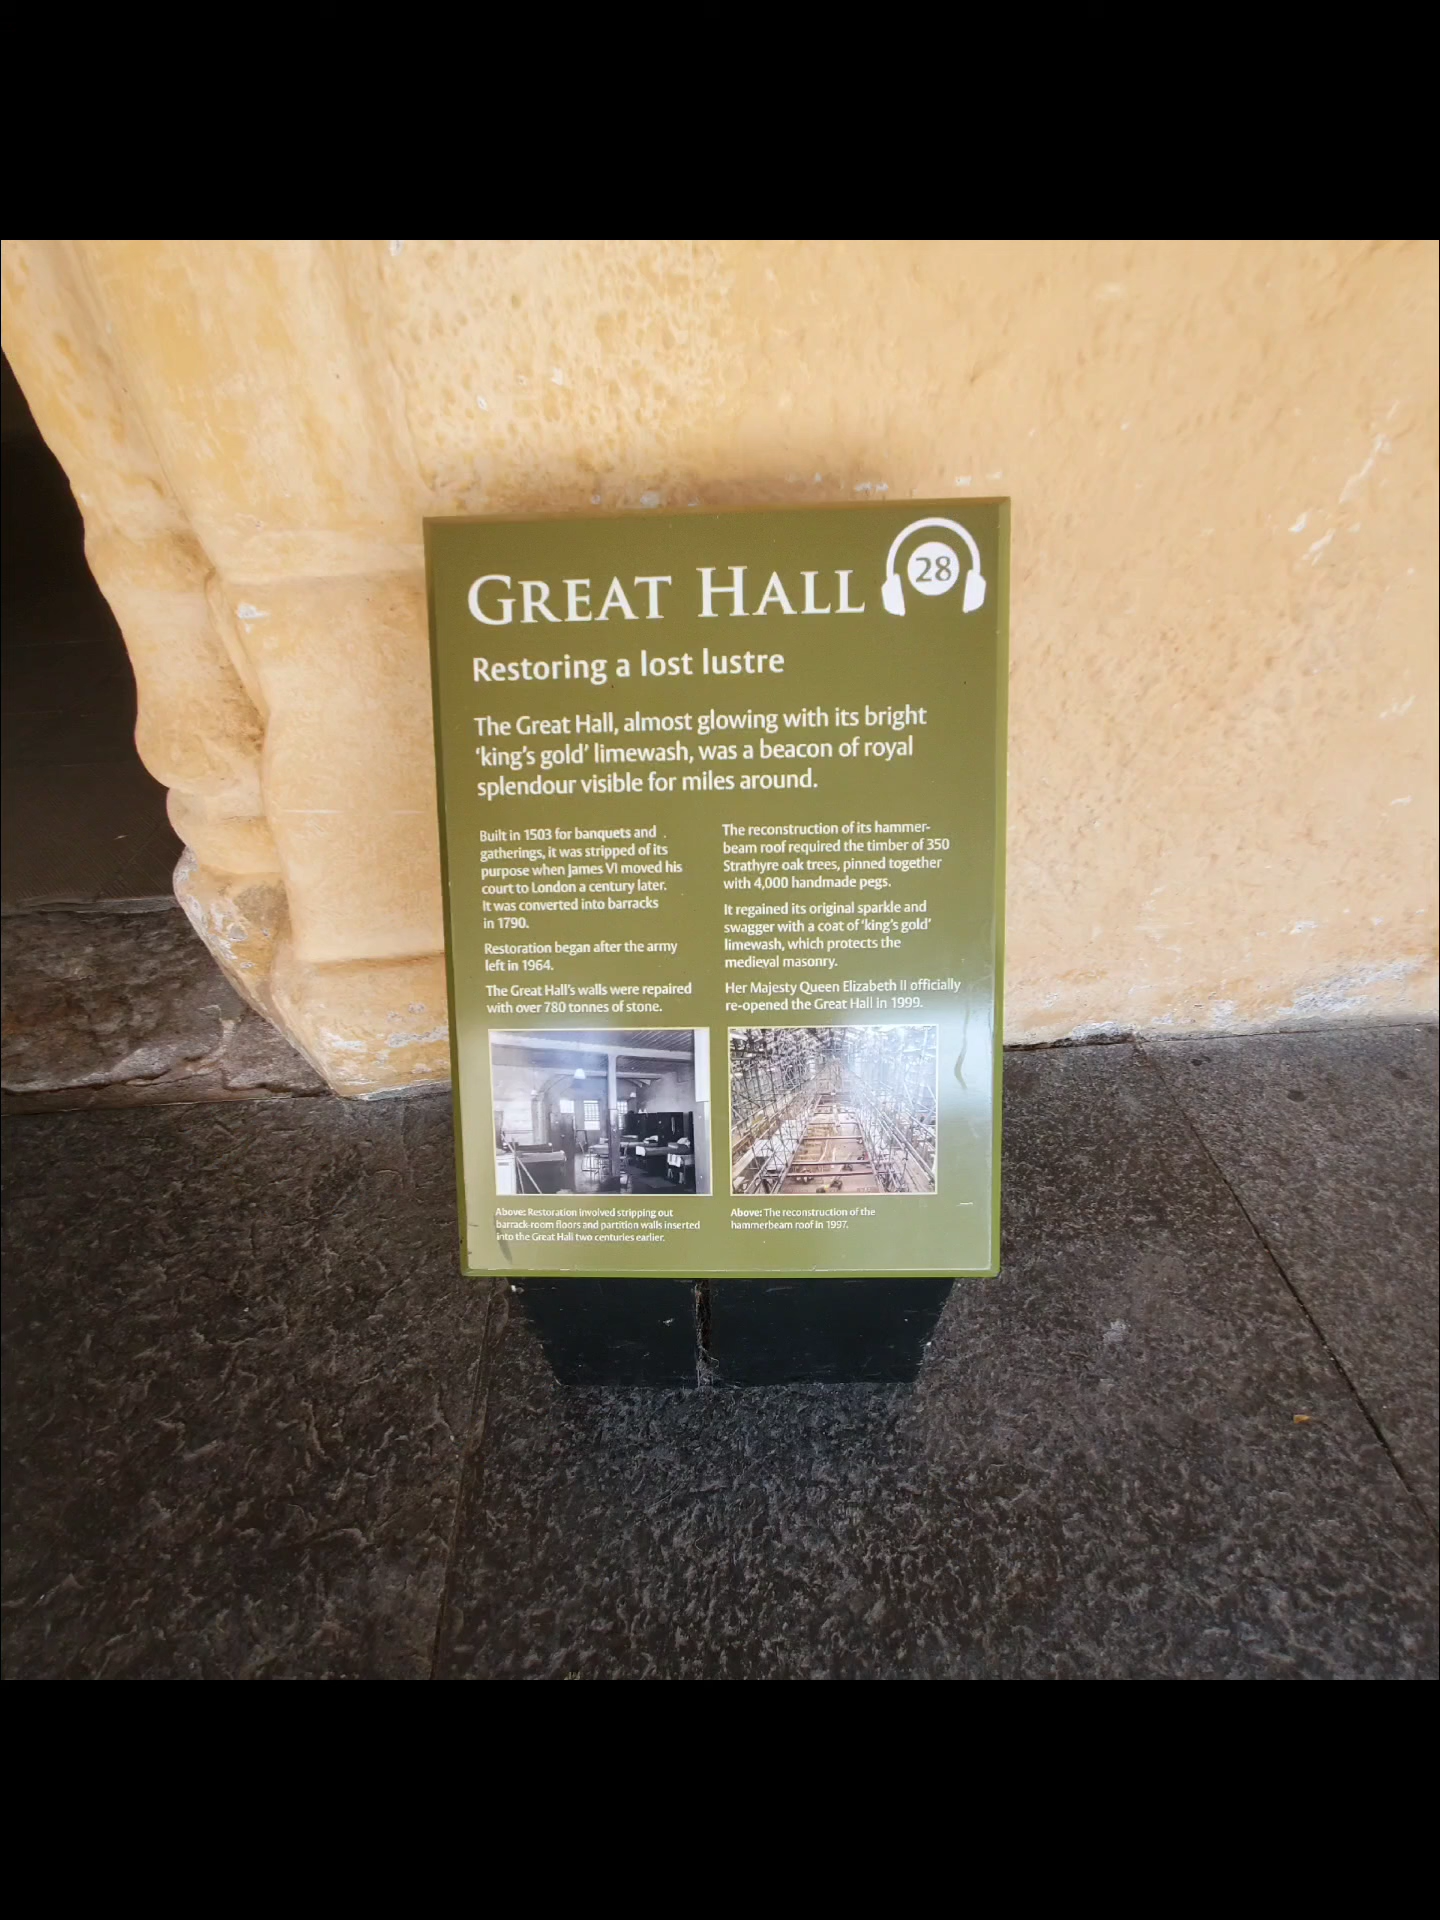 GREAT HALL
28
Restoring a lost lustre
The Great Hall, almost glowing with its bright
‘king’s gold’ limewash, was a beacon of royal
splendour visible for miles around.
Built in 1503 for banquets and
gatherings, it was stripped of its
purpose when James VI moved his
court to London a century later.
It was converted into barracks
in 1790.
Restoration began after the army
left in 1964.
The Great Hall’s walls were repaired
with over 780 tonnes of stone.
The reconstruction of its hammer-
beam roof required the timber of 350
Strathyre oak trees, pinned together
with 4,000 handmade pegs.
It regained its original sparkle and
swagger with a coat of ‘king’s gold’
limewash, which protects the
medieval masonry.
Her Majesty Queen Elizabeth II officially
re-opened the Great Hall in 1999.
Above: Restoration involved stripping out
barrack-room floors and partition walls inserted
into the Great Hall two centuries earlier.
Above: The reconstruction of the
hammerbeam roof in 1997.